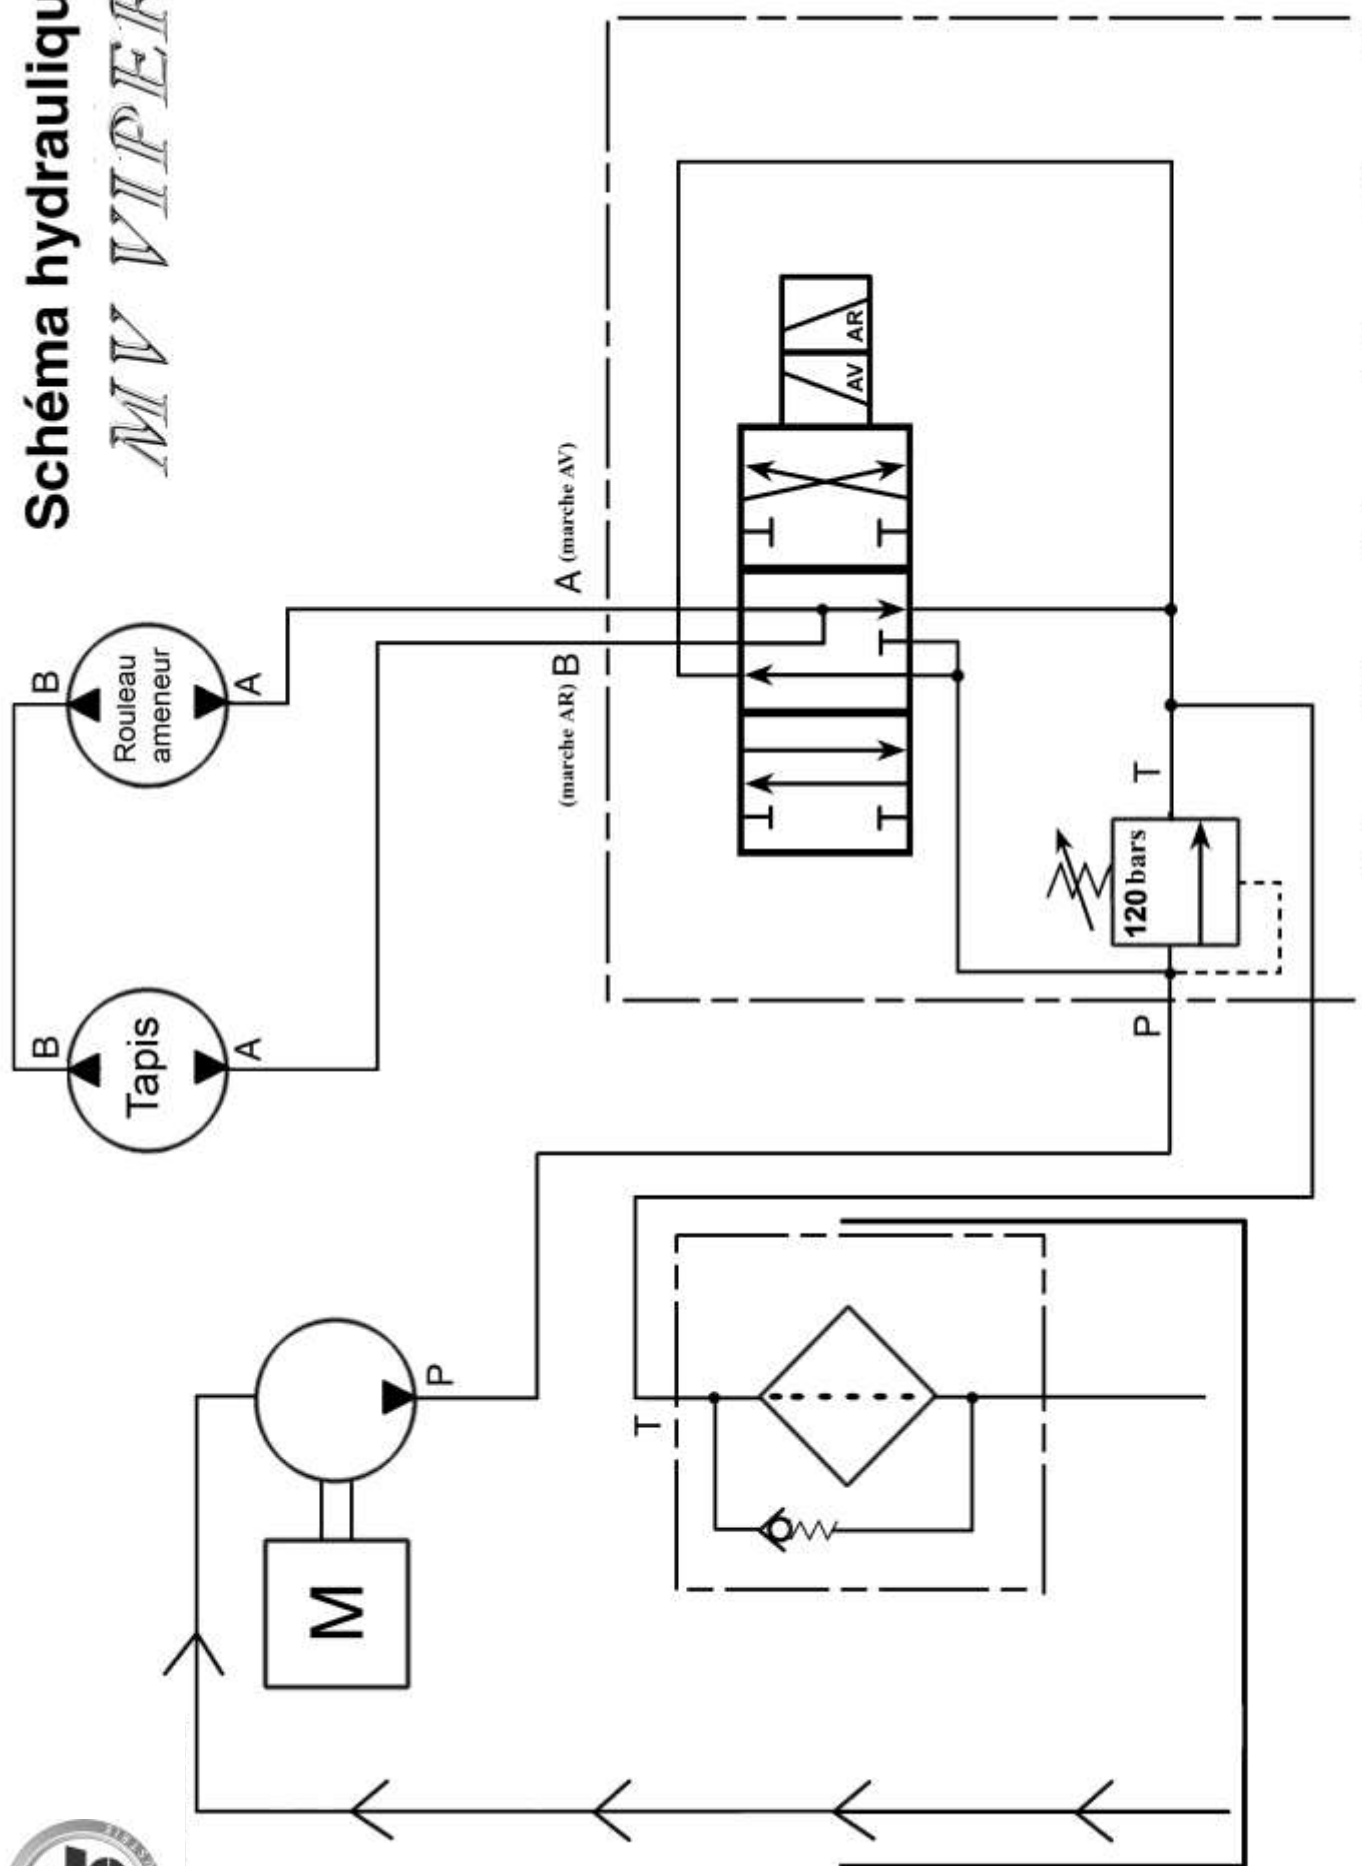 Schéma hydrauliqu
MV VIPER
B
Rouleau
ameneur
A
B
Tapis
A
A (marche AV)
(marche AR) B
AV
AR
T
120 bars
P
P
M
T